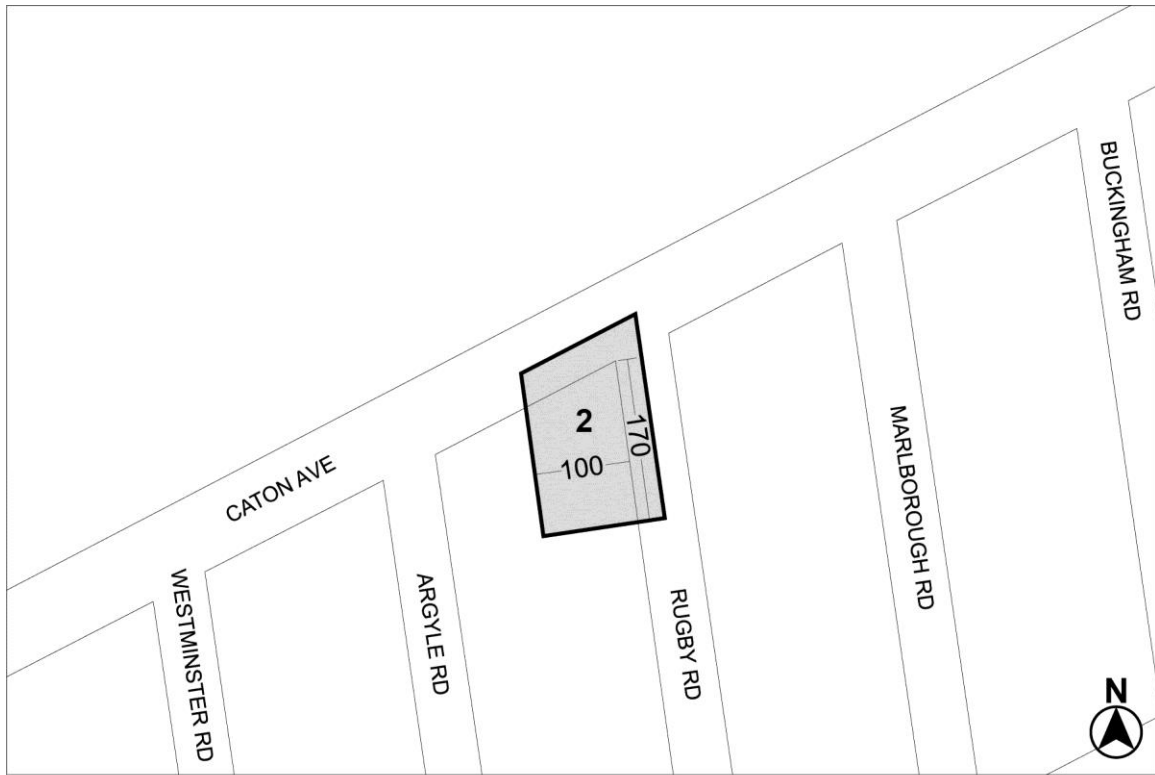 BUCKINGHAM RD
2
170
100
MARLBOROUGH RD
CATON AVE
WESTMINSTER RD
ARGYLE RD
RUGBY RD
N